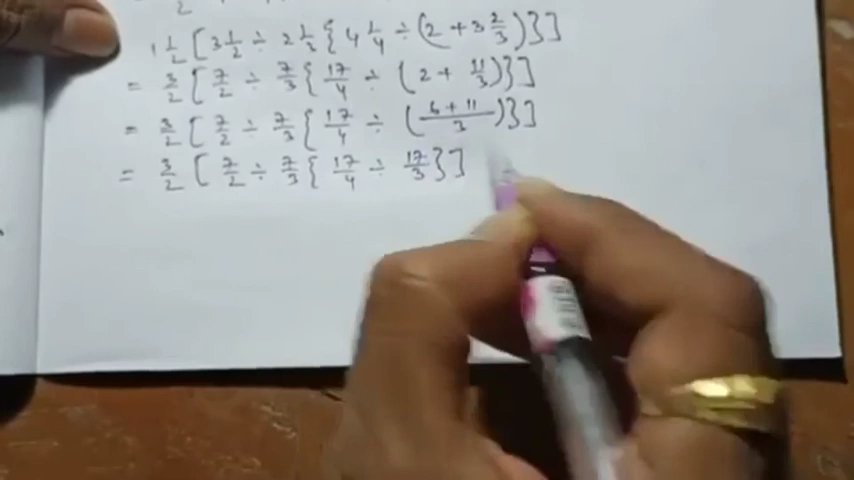 1 1/2 [3 1/2 ÷ 2 1/3 {4 1/4 ÷ (2 + 3 2/3)}]
= 3/2 [7/2 ÷ 7/3 {17/4 ÷ (2 + 11/3)}]
= 3/2 [7/2 ÷ 7/3 {17/4 ÷ (6 + 11/3)}]
= 3/2 [7/2 ÷ 7/3 {17/4 ÷ 17/3}]